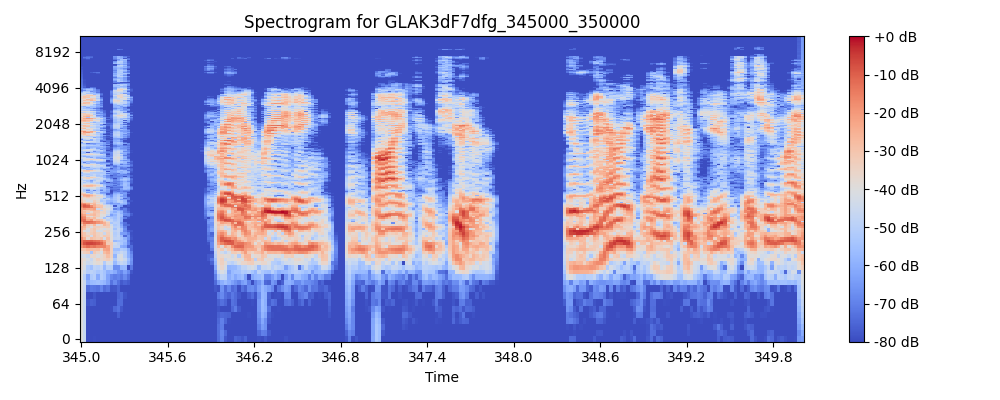 Spectrogram for GLAK3dF7dfg_345000_350000
Hz
8192
4096
2048
1024
512
256
128
64
0
345.0 345.6 346.2 346.8 347.4 348.0 348.6 349.2 349.8
Time
+0 dB
-10 dB
-20 dB
-30 dB
-40 dB
-50 dB
-60 dB
-70 dB
-80 dB